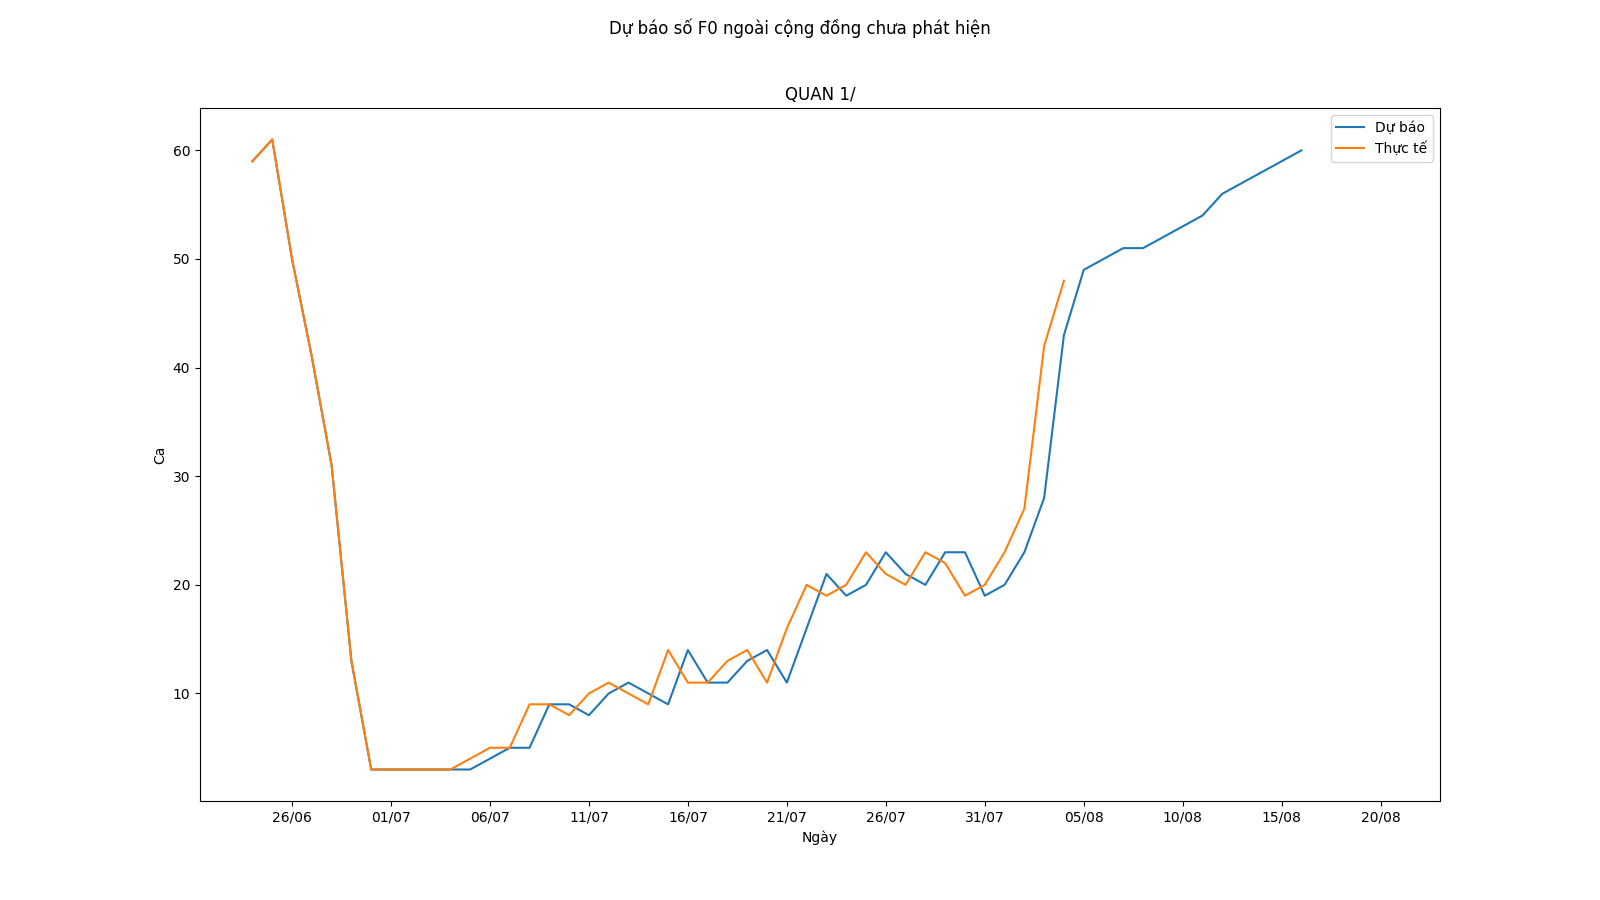 Dự báo số F0 ngoài cộng đồng chưa phát hiện
QUAN 1/
Dự báo
Thực tế
60
50
40
30
20
10
Ca
26/06 01/07 06/07 11/07 16/07 21/07 26/07 31/07 05/08 10/08 15/08 20/08
Ngày